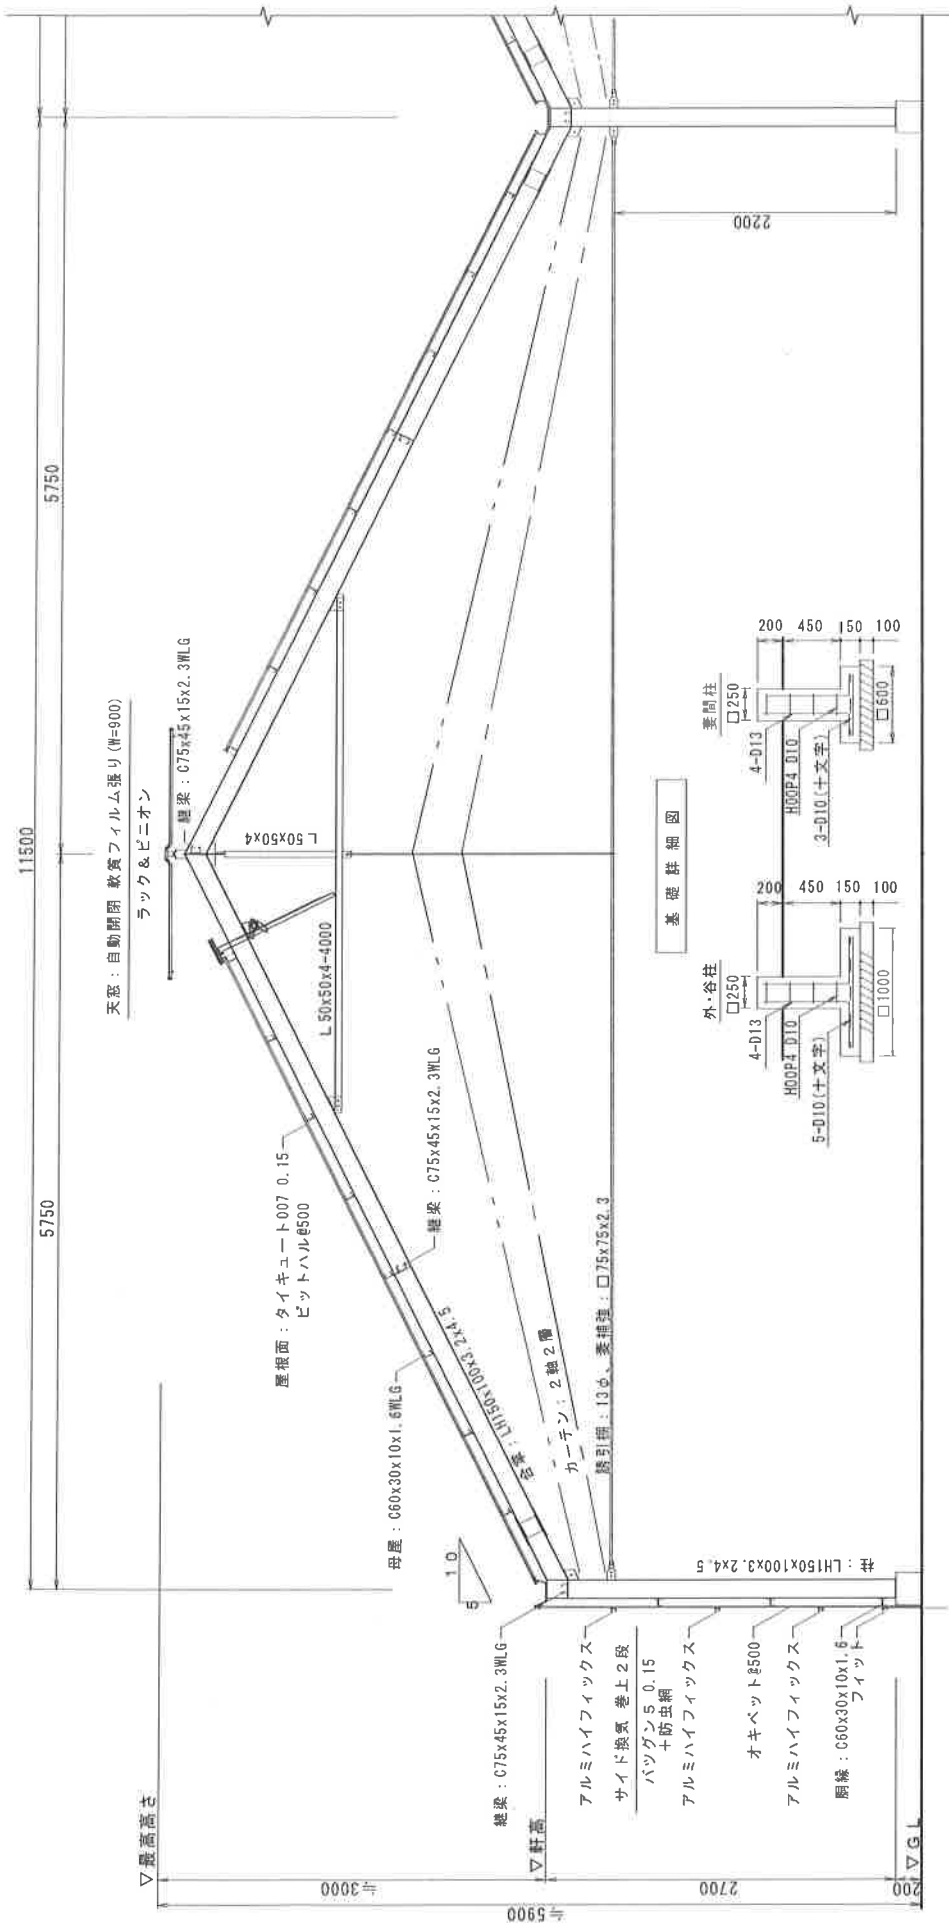 11500
5750
5750
天窓：自動開閉 軟質フィルム張り(W=900)
ラック＆ピニオン
継梁：C75x45x15x2.3WLG
屋根面：タイキュート007 0.15
ビットハル@500
母屋：C60x30x10x1.6WLG
L50x50x4
L50x50x4-4000
継梁：C75x45x15x2.3WLG
合掌：LH150x100x3.2x4.5
カーテン：2軸2層
誘引棚：13φ、妻補強：□75x75x2.3
10
5
継梁：C75x45x15x2.3WLG
アルミハイフィックス
サイド換気 巻上2段
バツグン5 0.15
+防虫網
アルミハイフィックス
オキペット@500
アルミハイフィックス
胴縁：C60x30x10x1.6
フィット
柱：LH150x100x3.2x4.5
2200
▽最高高さ
▽軒高
▽GL
≒3000
2700
200
≒5900
基礎詳細図
外・谷柱
□250
4-D13
HOOP4 D10
5-D10(十文字)
200
450
150
100
□1000
妻間柱
□250
4-D13
HOOP4 D10
3-D10(十文字)
200
450
150
100
□600